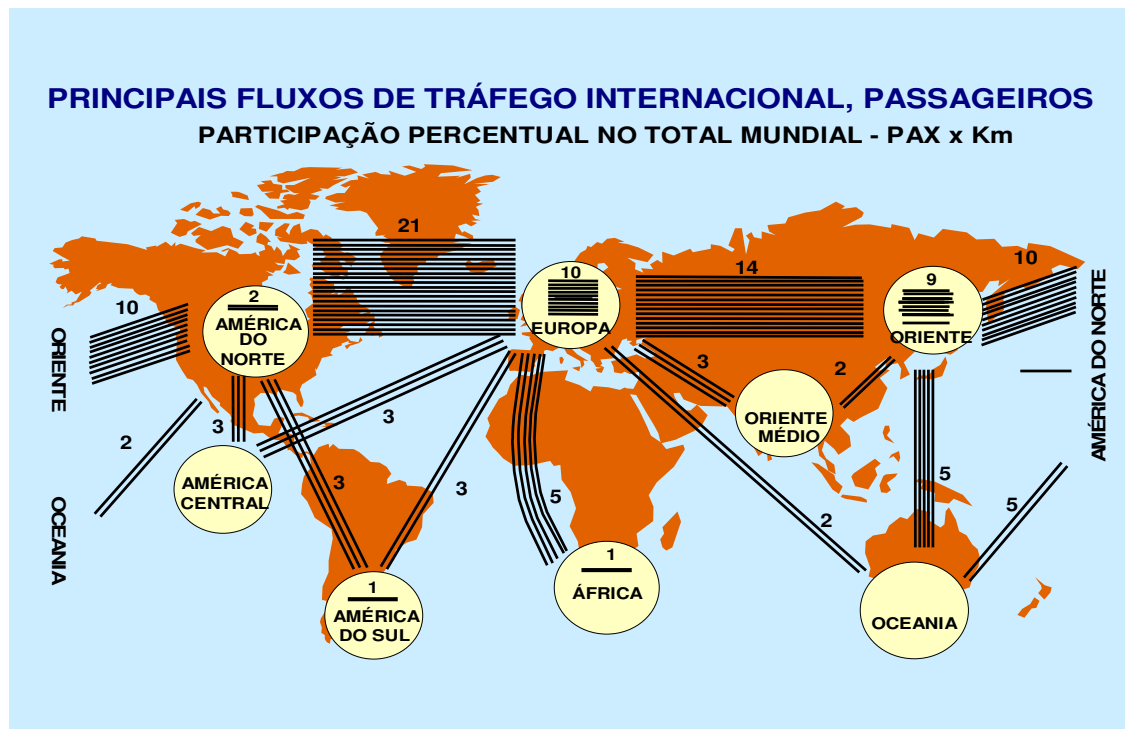 PRINCIPAIS FLUXOS DE TRÁFEGO INTERNACIONAL, PASSAGEIROS
PARTICIPAÇÃO PERCENTUAL NO TOTAL MUNDIAL - PAX x Km
21
14
10
10
10
9
2
AMÉRICA
DO
NORTE
EUROPA
ORIENTE
ORIENTE
AMÉRICA DO NORTE
3
2
ORIENTE
MÉDIO
3
3
2
AMÉRICA
CENTRAL
3
3
5
2
5
5
OCEANIA
1
AMÉRICA
DO SUL
1
ÁFRICA
OCEANIA